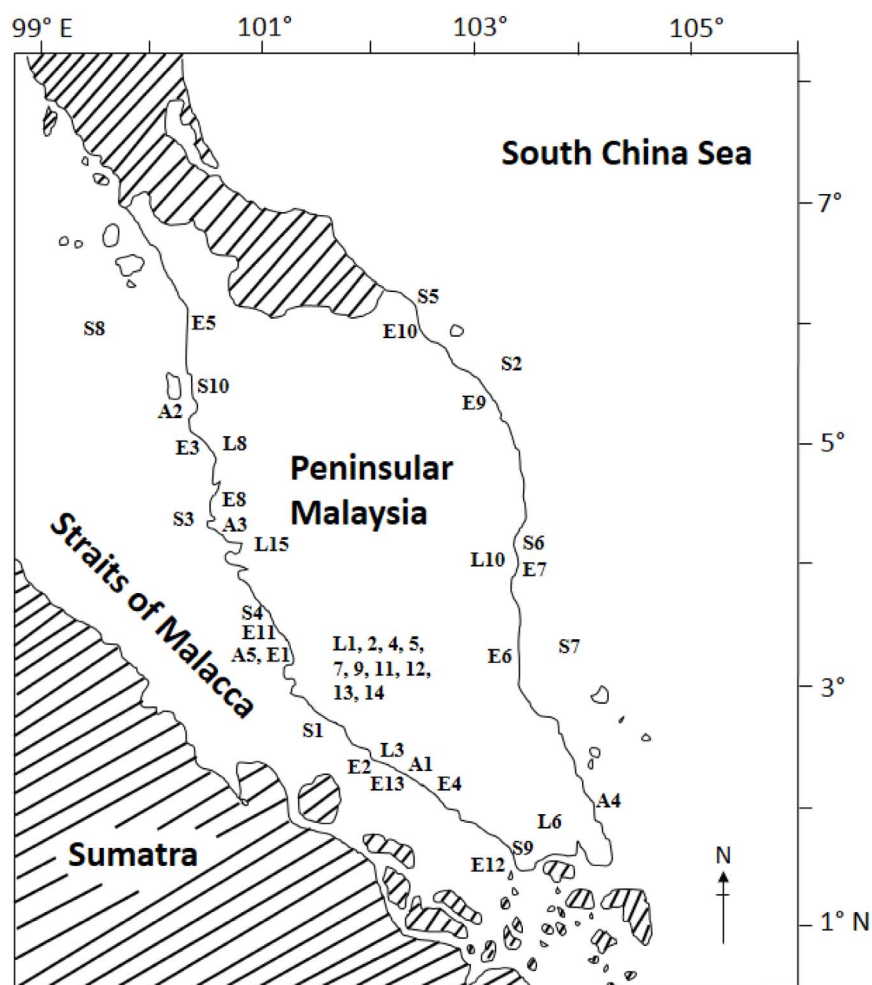 99° E
101°
103°
105°
South China Sea
7°
S5
S8
E5
E10
S2
S10
A2
E9
E3
L8
5°
Peninsular
Malaysia
E8
S3
A3
L15
S6
L10
E7
Straits of Malacca
S4
E11
A5, E1
L1, 2, 4, 5,
7, 9, 11, 12,
13, 14
S7
E6
3°
S1
L3
E2
A1
E13
E4
A4
L6
Sumatra
S9
E12
N
1° N